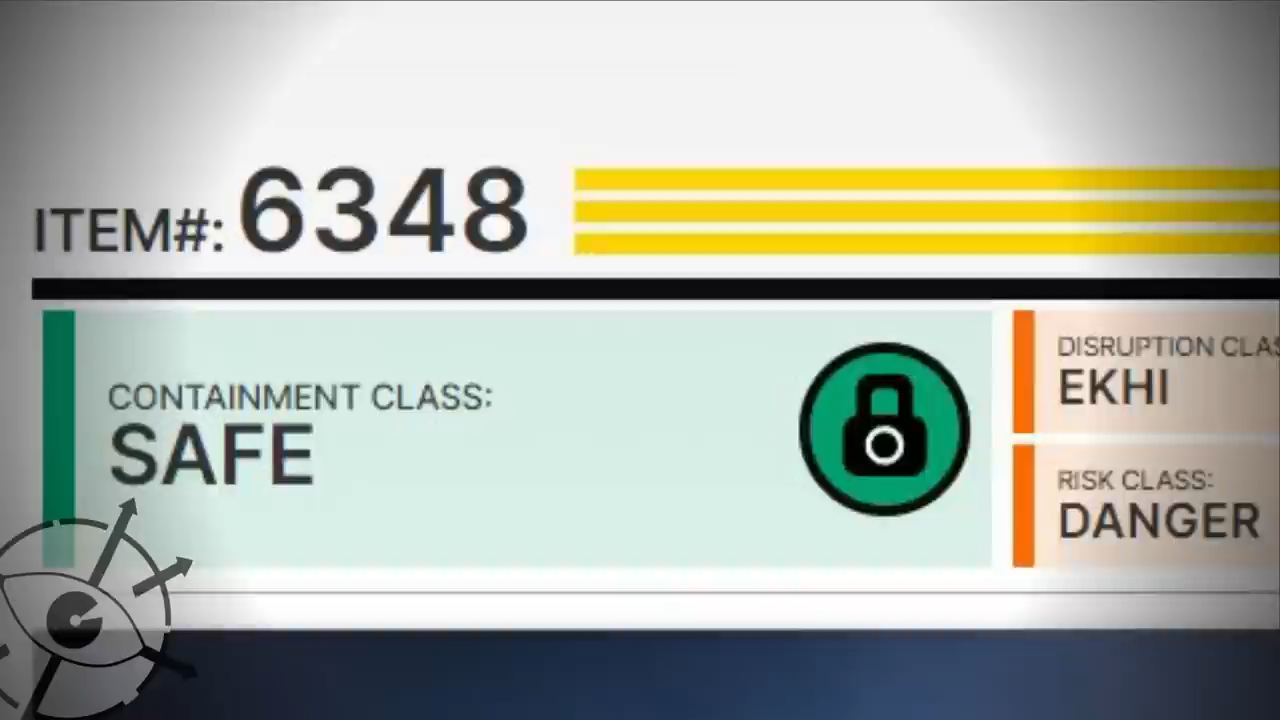 ITEM#: 6348
CONTAINMENT CLASS:
SAFE
DISRUPTION CLAS
EKHI
RISK CLASS:
DANGER